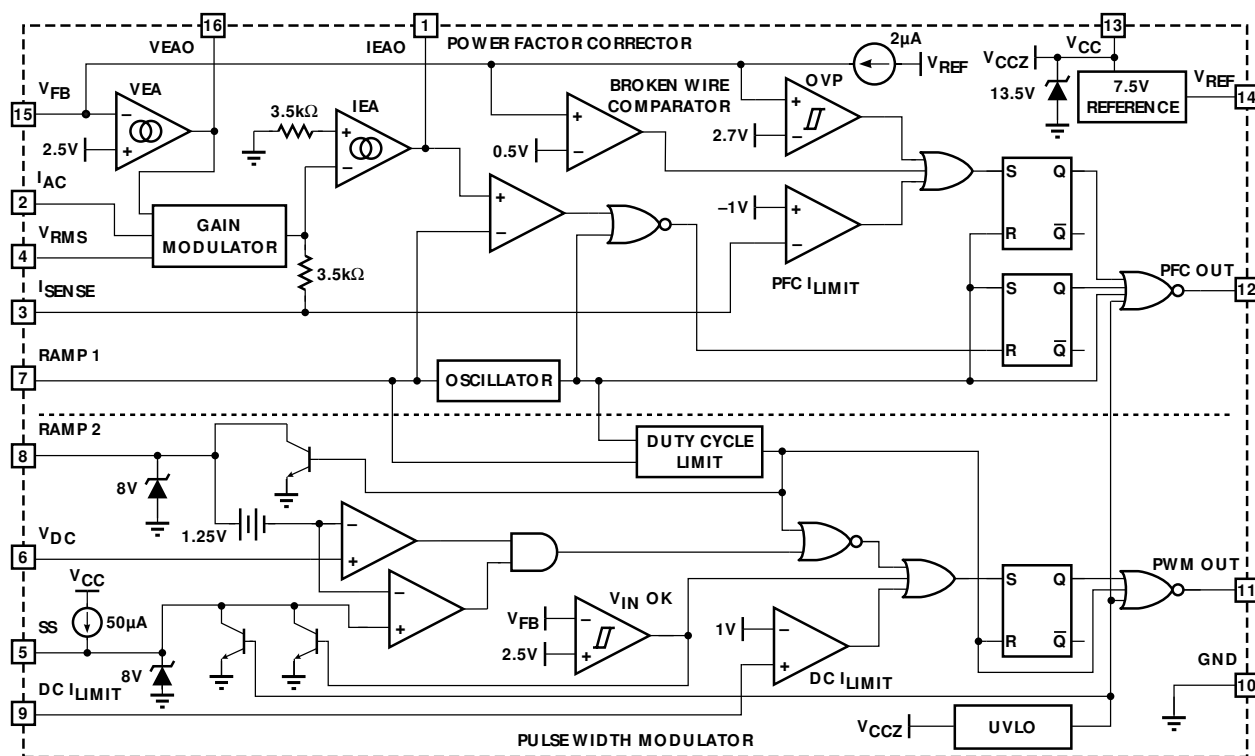 16
1
13
VEAO
IEAO
POWER FACTOR CORRECTOR
2µA
VCC
VREF
VCCZ
13.5V
7.5V
REFERENCE
VREF
14
VFB
15
VEA
2.5V
3.5kΩ
IEA
BROKEN WIRE
COMPARATOR
0.5V
OVP
2.7V
IAC
2
VRMS
4
GAIN
MODULATOR
3.5kΩ
–1V
PFC ILIMIT
S
Q
R
Q
S
Q
R
Q
PFC OUT
12
ISENSE
3
RAMP 1
7
OSCILLATOR
RAMP 2
8
8V
DUTY CYCLE
LIMIT
1.25V
VDC
6
VCC
50µA
SS
5
8V
VFB
2.5V
VIN OK
1V
DC ILIMIT
S
Q
R
Q
PWM OUT
11
GND
10
DC ILIMIT
9
VCCZ
UVLO
PULSE WIDTH MODULATOR